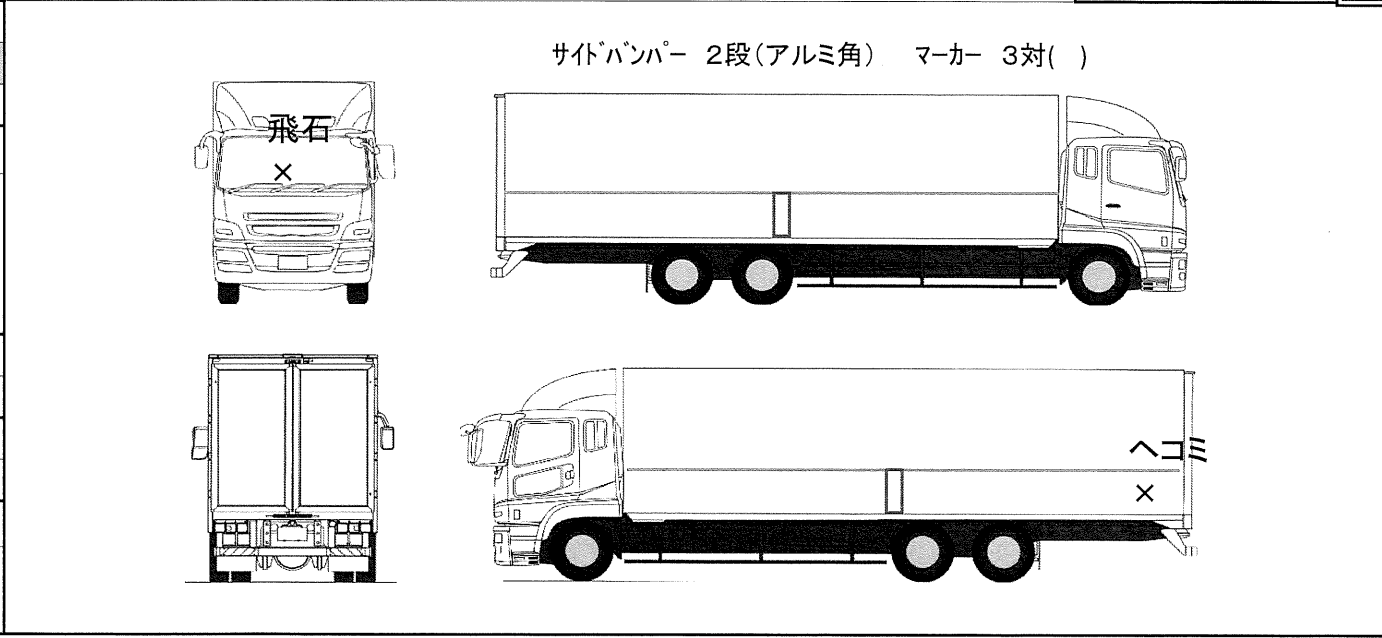 サイドバンパー 2段(アルミ角) マーカー 3対( )
飛石
×
ヘコミ
×